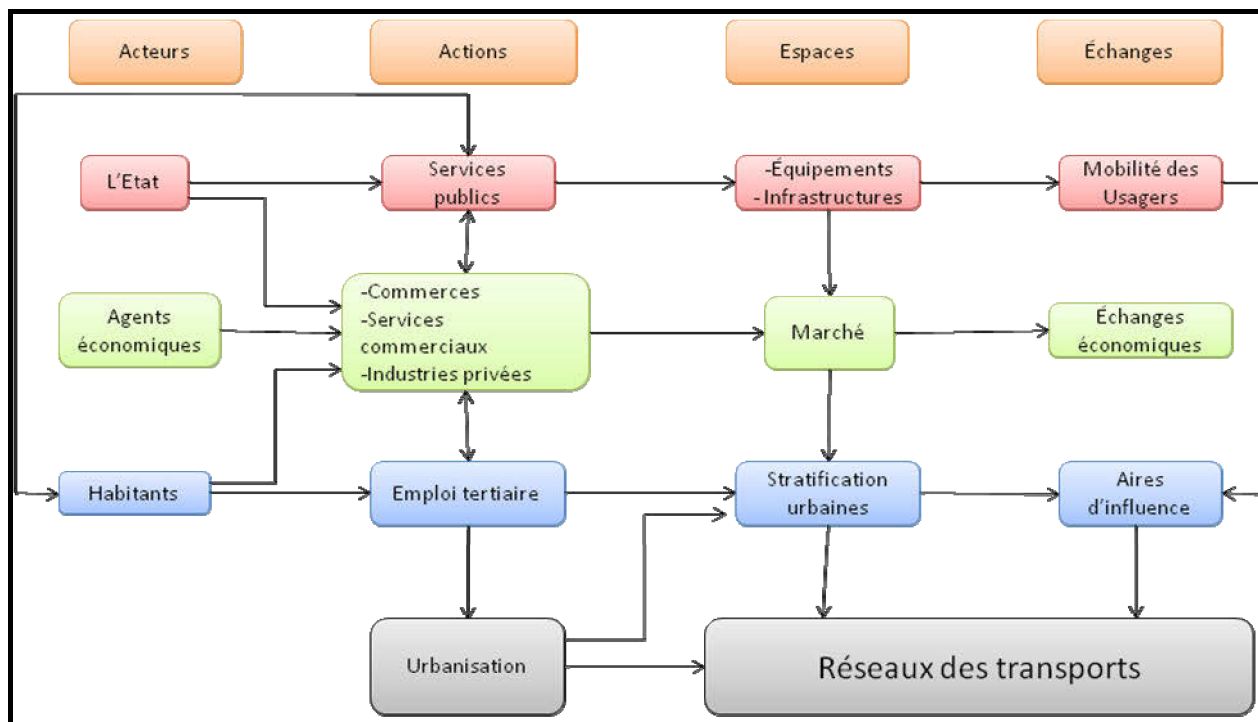 Acteurs
Actions
Espaces
Échanges
L'Etat
Services
publics
-Équipements
-Infrastructures
Mobilité des
Usagers
Agents
économiques
-Commerces
-Services
commerciaux
-Industries privées
Marché
Échanges
économiques
Habitants
Emploi tertiaire
Stratification
urbaines
Aires
d'influence
Urbanisation
Réseaux des transports